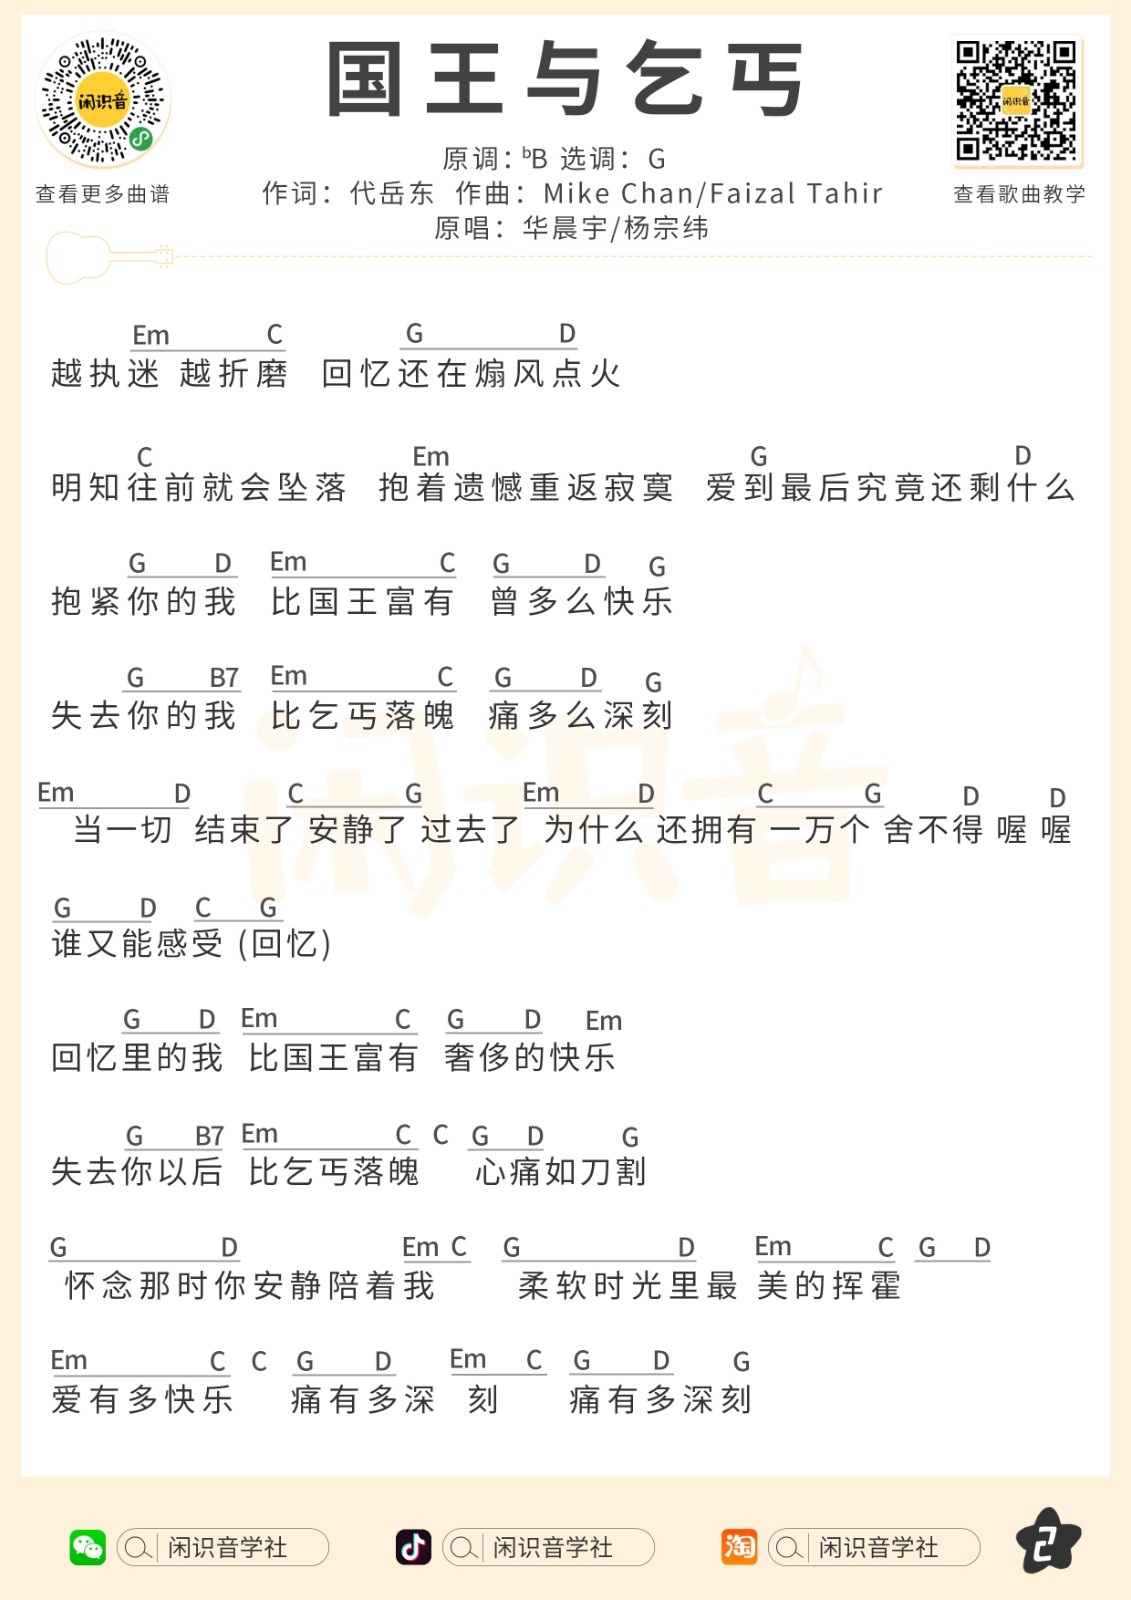 国王与乞丐
闲识音
闲识音
原调：ᵇB 选调：G
查看更多曲谱
作词：代岳东 作曲：Mike Chan/Faizal Tahir
查看歌曲教学
原唱：华晨宇/杨宗纬
Em C G D
越执迷 越折磨 回忆还在煽风点火
C Em G D
明知往前就会坠落 抱着遗憾重返寂寞 爱到最后究竟还剩什么
G D Em C G D G
抱紧你的我 比国王富有 曾多么快乐
G B7 Em C G D G
失去你的我 比乞丐落魄 痛多么深刻
闲识音
Em D C G Em D C G D D
当一切 结束了 安静了 过去了 为什么 还拥有 一万个 舍不得 喔 喔
G D C G
谁又能感受 (回忆)
G D Em C G D Em
回忆里的我 比国王富有 奢侈的快乐
G B7 Em C C G D G
失去你以后 比乞丐落魄 心痛如刀割
G D Em C G D Em C G D
怀念那时你安静陪着我 柔软时光里最 美的挥霍
Em C C G D Em C G D G
爱有多快乐 痛有多深 刻 痛有多深刻
闲识音学社
闲识音学社
淘 闲识音学社
2